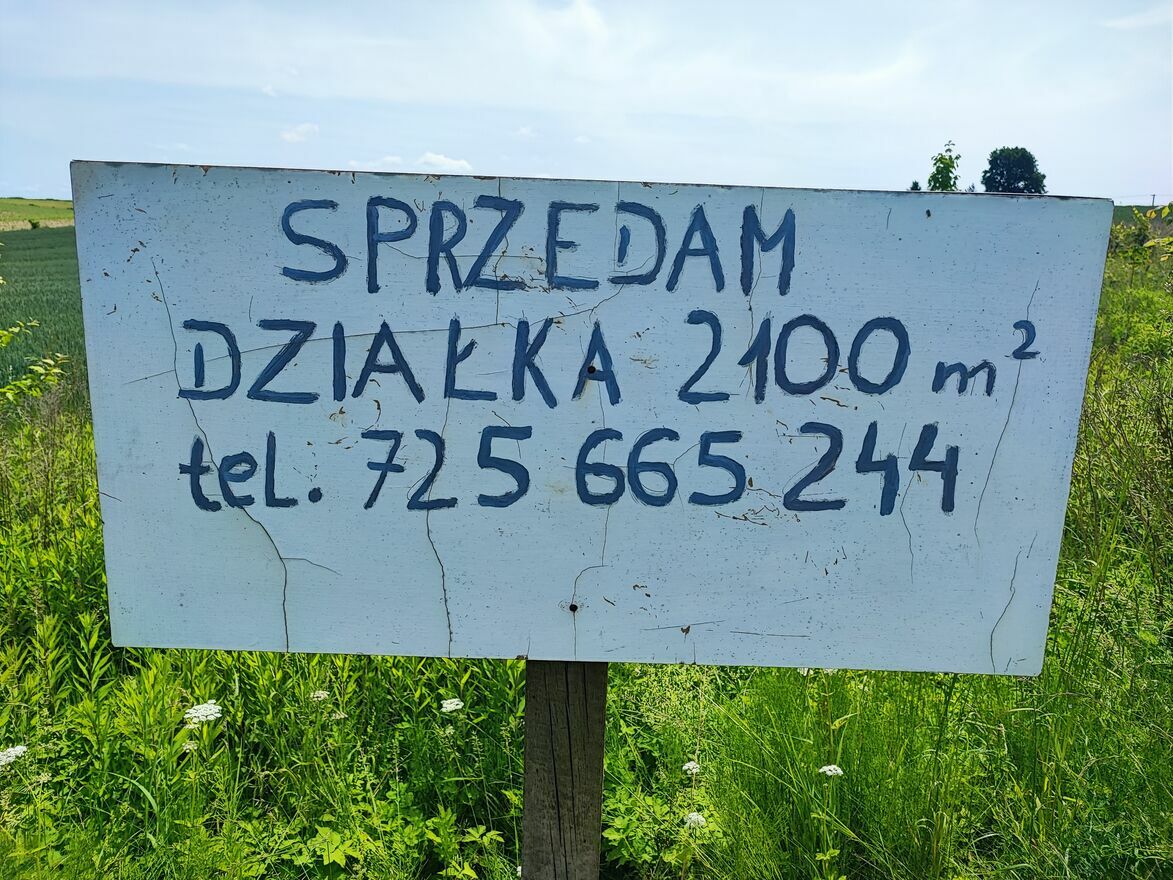 SPRZEDAM
DZIAŁKA 2100 m²
tel. 725 665 244